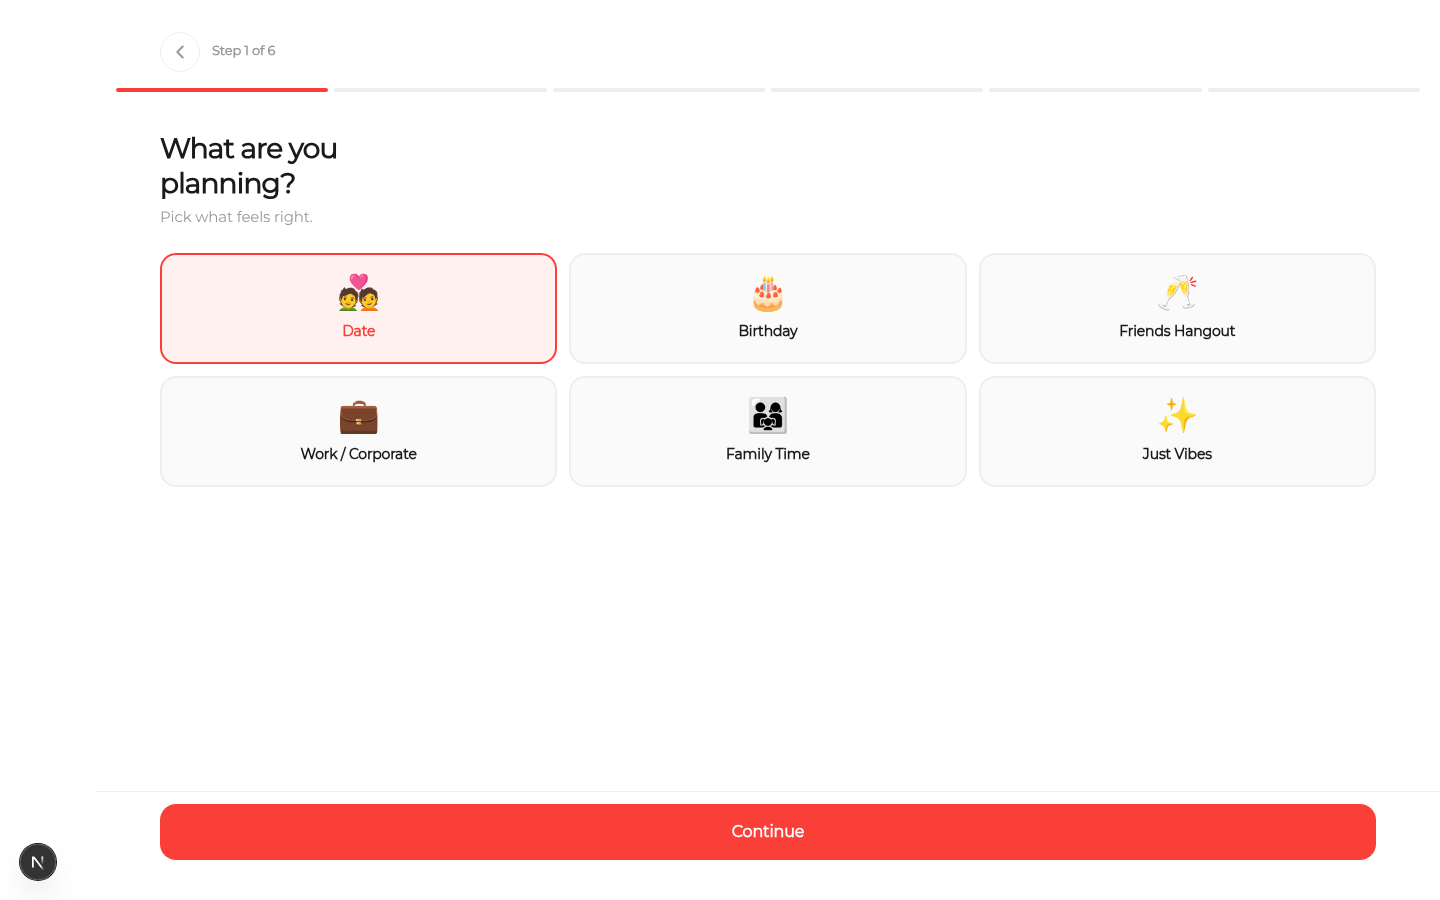 Step 1 of 6
What are you
planning?
Pick what feels right.
Date
Birthday
Friends Hangout
Work / Corporate
Family Time
Just Vibes
Continue
N